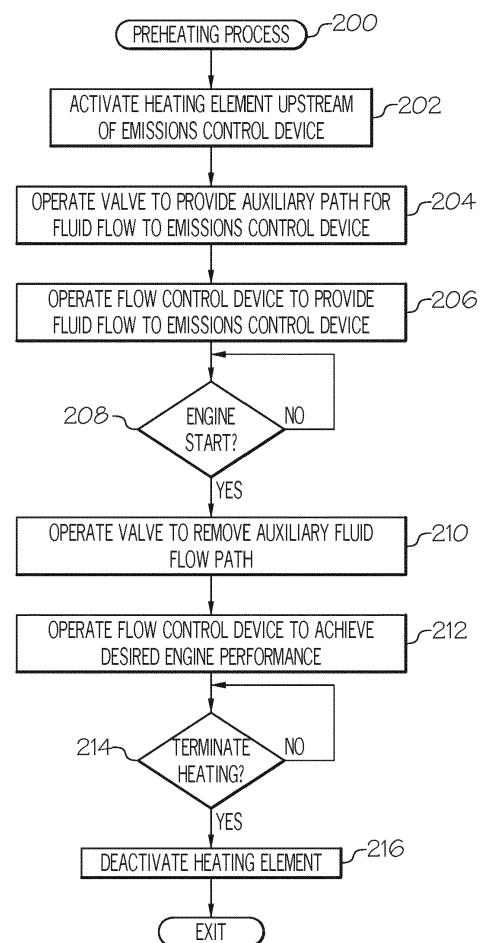 PREHEATING PROCESS
200
ACTIVATE HEATING ELEMENT UPSTREAM
OF EMISSIONS CONTROL DEVICE
202
OPERATE VALVE TO PROVIDE AUXILIARY PATH FOR
FLUID FLOW TO EMISSIONS CONTROL DEVICE
204
OPERATE FLOW CONTROL DEVICE TO PROVIDE
FLUID FLOW TO EMISSIONS CONTROL DEVICE
206
208
ENGINE
START?
NO
YES
OPERATE VALVE TO REMOVE AUXILIARY FLUID
FLOW PATH
210
OPERATE FLOW CONTROL DEVICE TO ACHIEVE
DESIRED ENGINE PERFORMANCE
212
214
TERMINATE
HEATING?
NO
YES
DEACTIVATE HEATING ELEMENT
216
EXIT